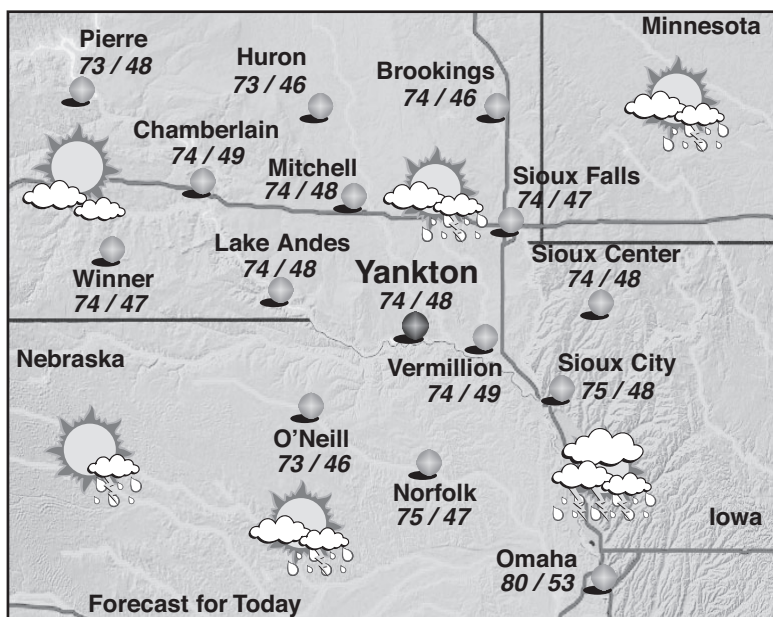 Pierre
73 / 48
Huron
73 / 46
Brookings
74 / 46
Minnesota
Chamberlain
74 / 49
Mitchell
74 / 48
Sioux Falls
74 / 47
Winner
74 / 47
Lake Andes
74 / 48
Yankton
74 / 48
Sioux Center
74 / 48
Nebraska
Vermillion
74 / 49
Sioux City
75 / 48
O'Neill
73 / 46
Norfolk
75 / 47
Iowa
Omaha
80 / 53
Forecast for Today